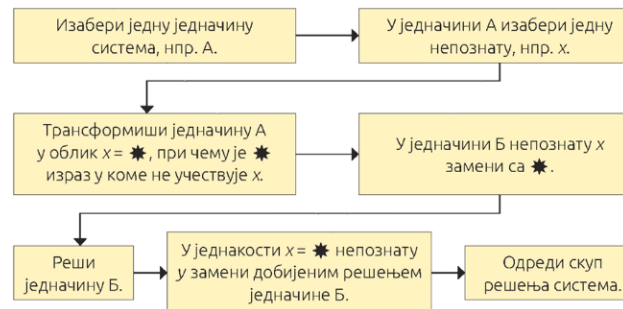 Изабери једну једначину
система, нпр. А.
У једначини А изабери једну
непознату, нпр. x.
Трансформиши једначину А
у облик x = ✷, при чему је ✷
израз у коме не учествује x.
У једначини Б непознату x
замени са ✷.
Реши
једначину Б.
У једнакости x = ✷ непознату
y замени добијеним решењем
једначине Б.
Одреди скуп
решења система.